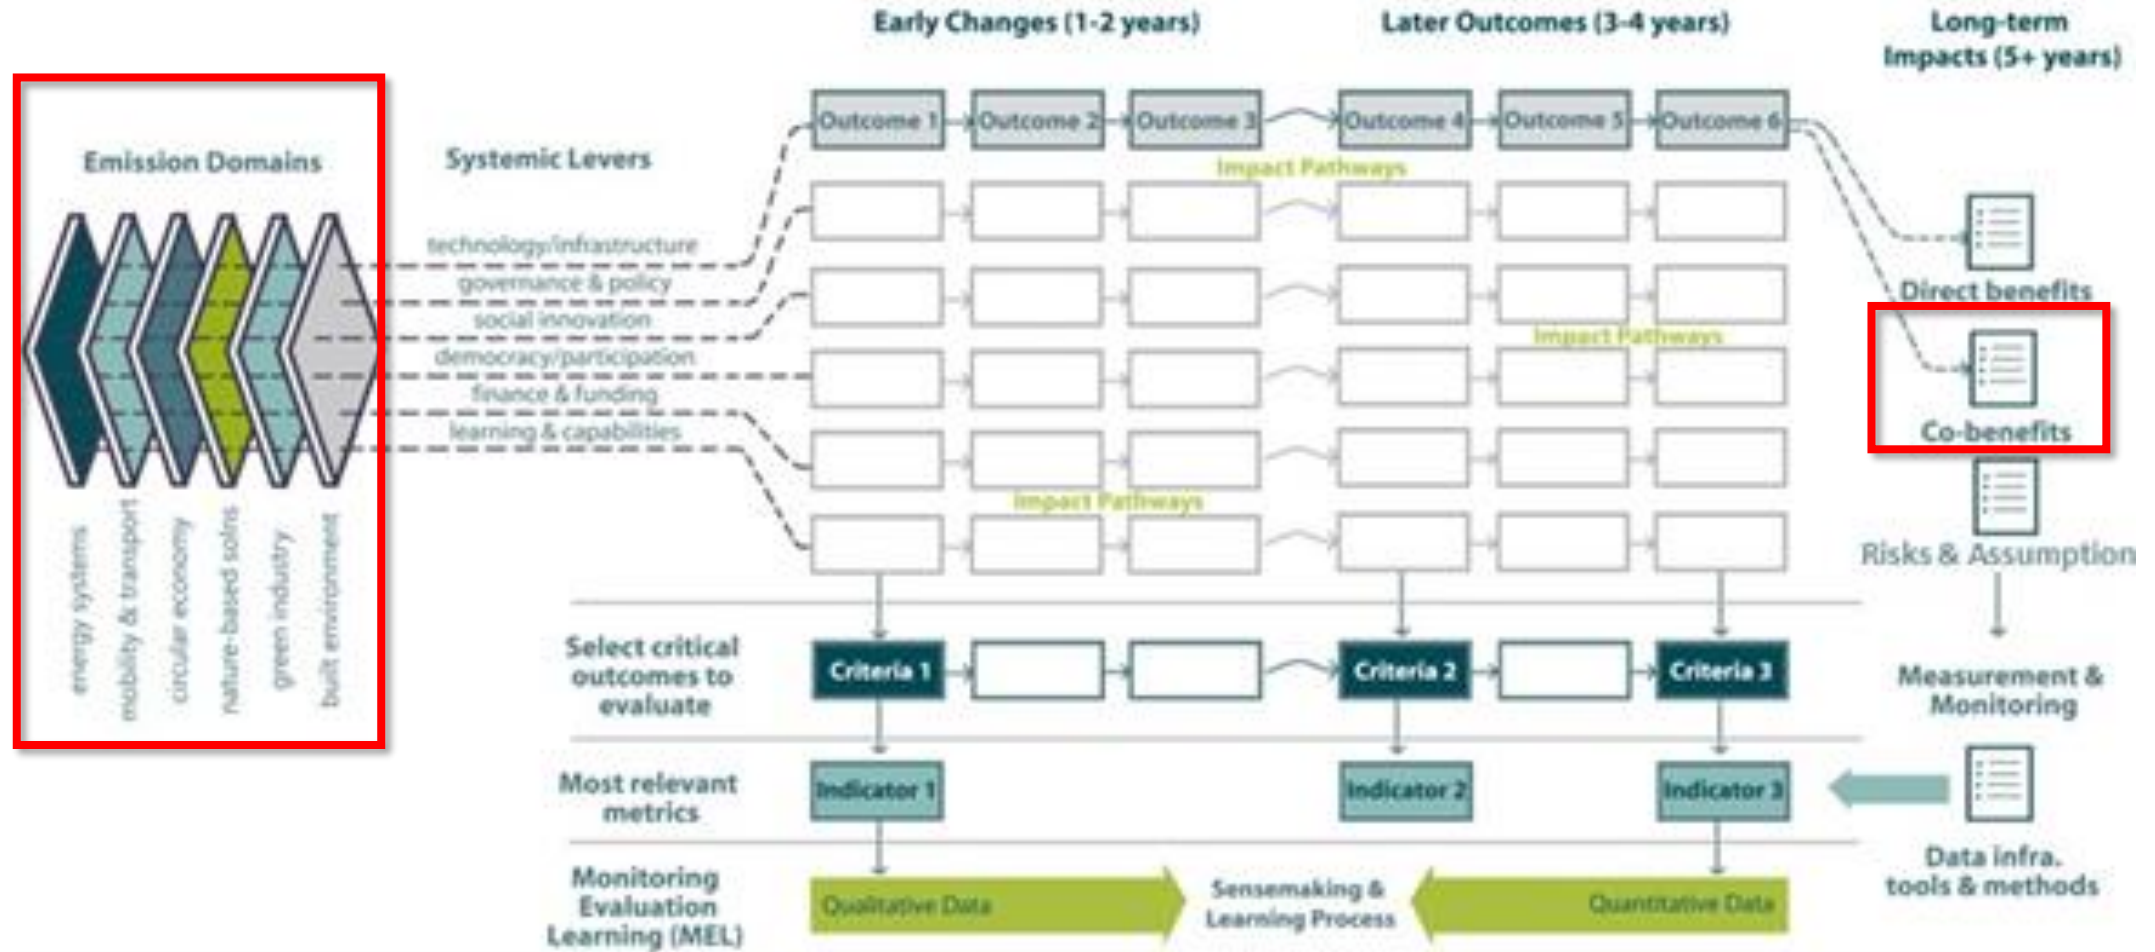 Early Changes (1-2 years)
Later Outcomes (3-4 years)
Long-term
Impacts (5+ years)
Emission Domains
Systemic Levers
Outcome 1
Outcome 2
Outcome 3
Outcome 4
Outcome 5
Outcome 6
Impact Pathways
technology/infrastructure
governance & policy
social innovation
democracy/participation
finance & funding
learning & capabilities
Impact Pathways
Impact Pathways
Direct benefits
Co-benefits
Risks & Assumption
energy systems
mobility & transport
circular economy
nature-based solns
green industry
built environment
Select critical
outcomes to
evaluate
Criteria 1
Criteria 2
Criteria 3
Measurement &
Monitoring
Most relevant
metrics
Indicator 1
Indicator 2
Indicator 3
Data infra.
tools & methods
Monitoring
Evaluation
Learning (MEL)
Qualitative Data
Sensemaking &
Learning Process
Quantitative Data